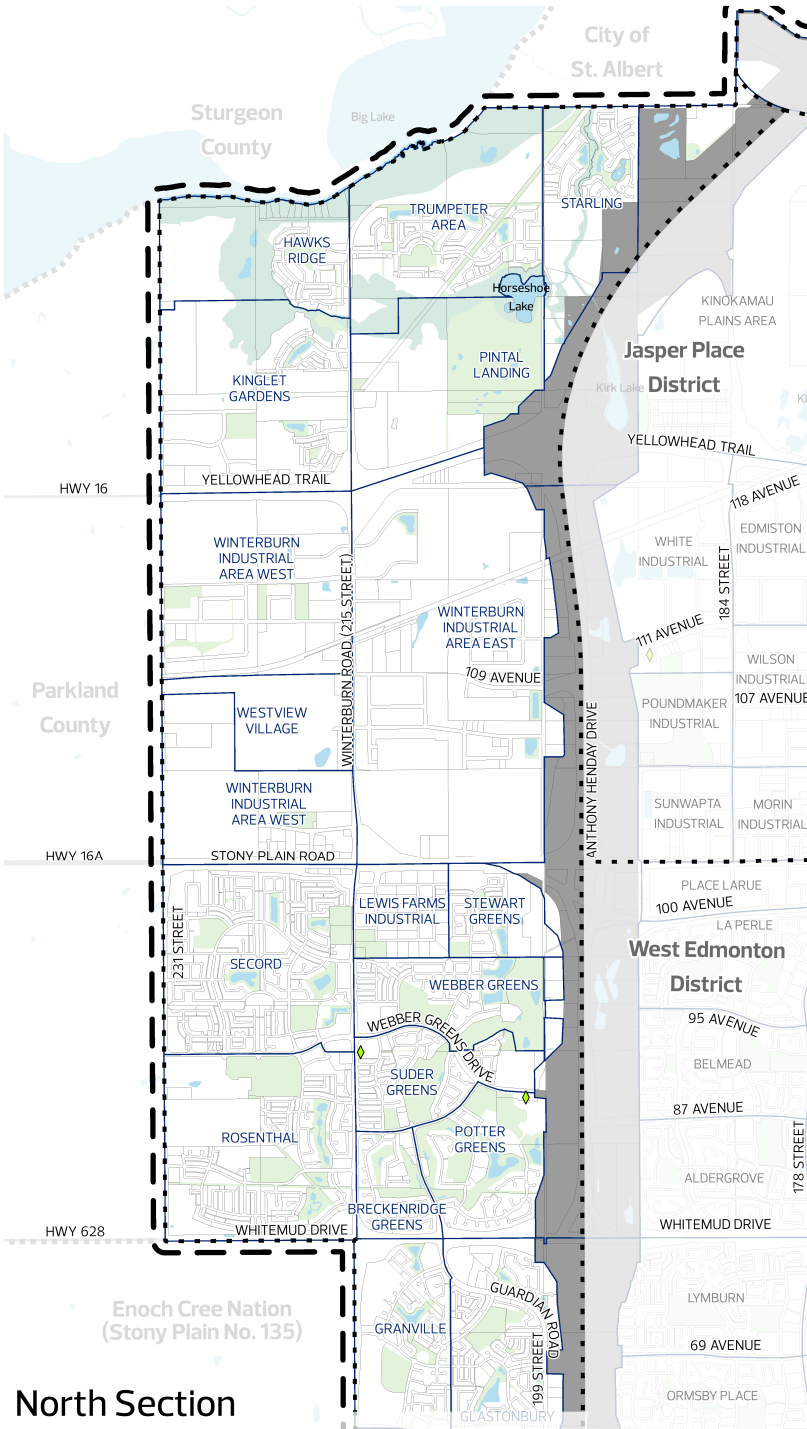 City of
St. Albert
Sturgeon
County
Big Lake
TRUMPETER
AREA
STARLING
HAWKS
RIDGE
Horseshoe
Lake
KINOKAMAU
PLAINS AREA
Jasper Place
District
PINTAL
LANDING
KINGLET
GARDENS
Kirk Lake
Ki
YELLOWHEAD TRAIL
YELLOWHEAD TRAIL
HWY 16
118 AVENUE
WINTERBURN
INDUSTRIAL
AREA WEST
WHITE
INDUSTRIAL
184 STREET
EDMISTON
INDUSTRIAL
WINTERBURN ROAD (215 STREET)
WINTERBURN
INDUSTRIAL
AREA EAST
111 AVENUE
109 AVENUE
WILSON
INDUSTRIAL
107 AVENUE
Parkland
County
WESTVIEW
VILLAGE
POUNDMAKER
INDUSTRIAL
ANTHONY HENDAY DRIVE
WINTERBURN
INDUSTRIAL
AREA WEST
SUNWAPTA
INDUSTRIAL
MORIN
INDUSTRIAL
HWY 16A
STONY PLAIN ROAD
PLACE LARUE
100 AVENUE
LA PERLE
LEWIS FARMS
INDUSTRIAL
STEWART
GREENS
231 STREET
SECORD
West Edmonton
District
WEBBER GREENS
WEBBER GREENS DRIVE
95 AVENUE
BELMEAD
SUDER
GREENS
87 AVENUE
ROSENTHAL
POTTER
GREENS
178 STREET
ALDERGROVE
BRECKENRIDGE
GREENS
HWY 628
WHITEMUD DRIVE
WHITEMUD DRIVE
Enoch Cree Nation
(Stony Plain No. 135)
GUARDIAN ROAD
LYMBURN
GRANVILLE
199 STREET
69 AVENUE
ORMSBY PLACE
North Section
GLASTONBURY